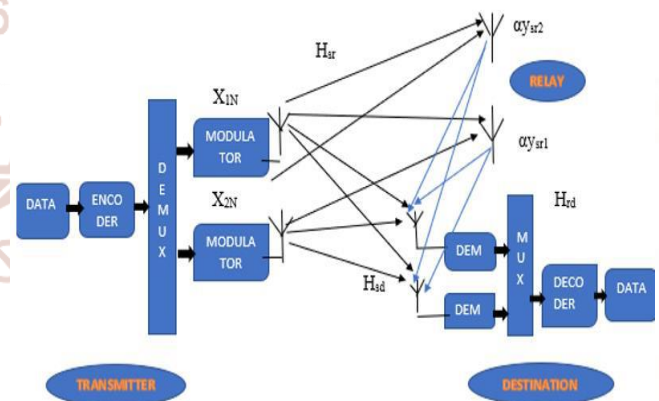 αy_sr2
H_sr
RELAY
X_1N
MODULA
TOR
αy_sr1
D
E
M
U
X
DATA
ENCO
DER
X_2N
H_rd
MODULA
TOR
DEM
M
U
X
H_sd
DECO
DER
DATA
DEM
TRANSMITTER
DESTINATION